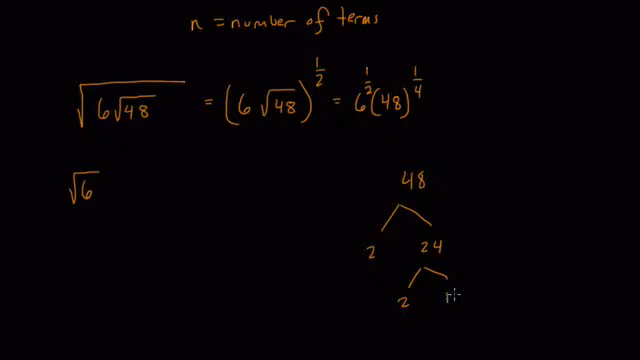 n = number of terms
√(6√48) = (6√48)^(1/2) = 6^(1/2)(48)^(1/4)
√6
48
2 24
2